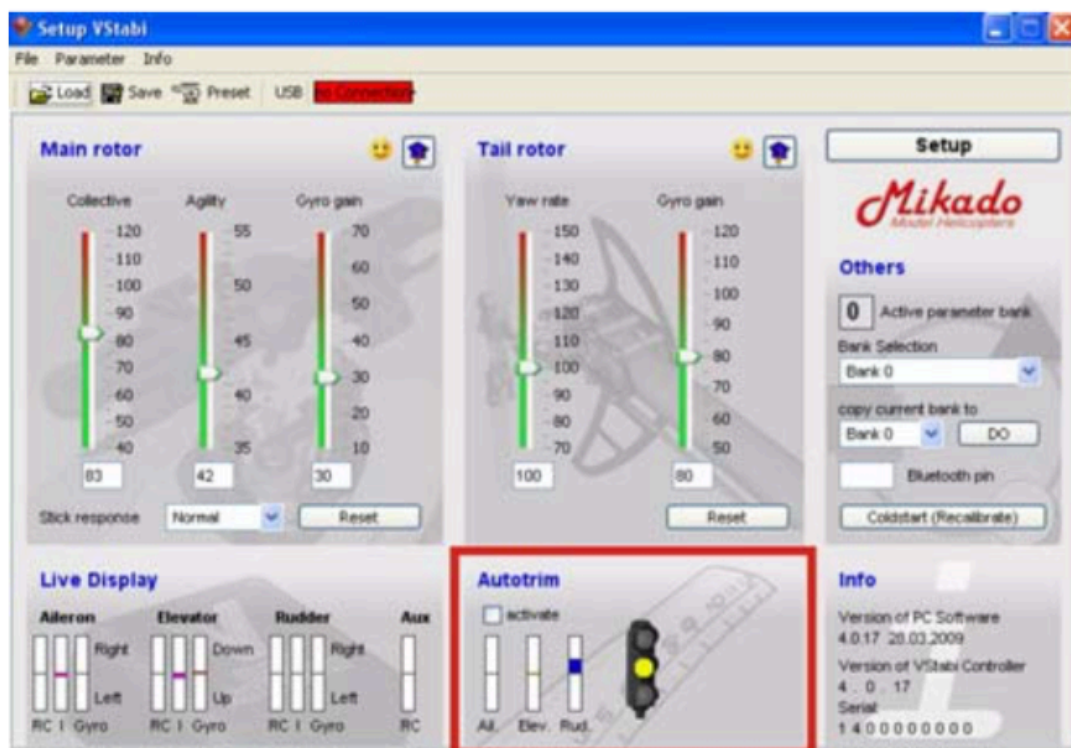 Setup VStabi
File Parameter Info
Load Save Preset USB no Connection
Main rotor
Collective Agility Gyro gain
120 55 70
110 60
100 50 50
90
80 45 40
70 30
60 40 20
50
40 35 10
83 42 30
Stick response Normal Reset
Tail rotor
Yaw rate Gyro gain
150 120
140 110
130 100
120 90
110 80
100 70
90 60
80 50
70
100 80
Reset
Setup
Mikado
Model Helicopters
Others
0 Active parameter bank
Bank Selection
Bank 0
copy current bank to
Bank 0 DO
Bluetooth pin
Coldstart (Recalibrate)
Live Display
Aileron Elevator Rudder Aux
Right Down Right
Left Up Left
RC I Gyro RC I Gyro RC I Gyro RC
Autotrim
activate
Ail. Elev. Rud.
Info
Version of PC Software
4.0.17 28.03.2009
Version of VStabi Controller
4 . 0 . 17
Serial
1 4 0 0 0 0 0 0 0 0